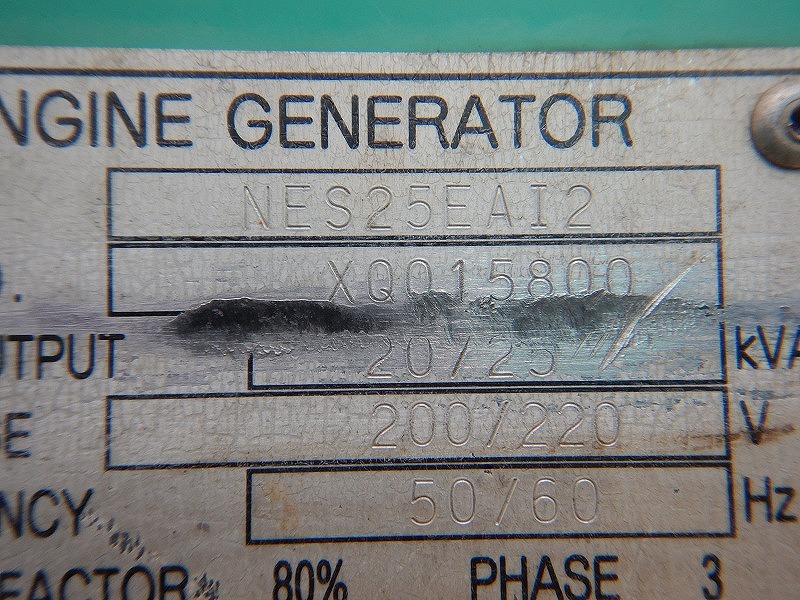 NGINE GENERATOR
NES25EAI2
XQ015800
UTPUT 20/25 kVA
200/220 V
NCY 50/60 Hz
FACTOR 80% PHASE 3